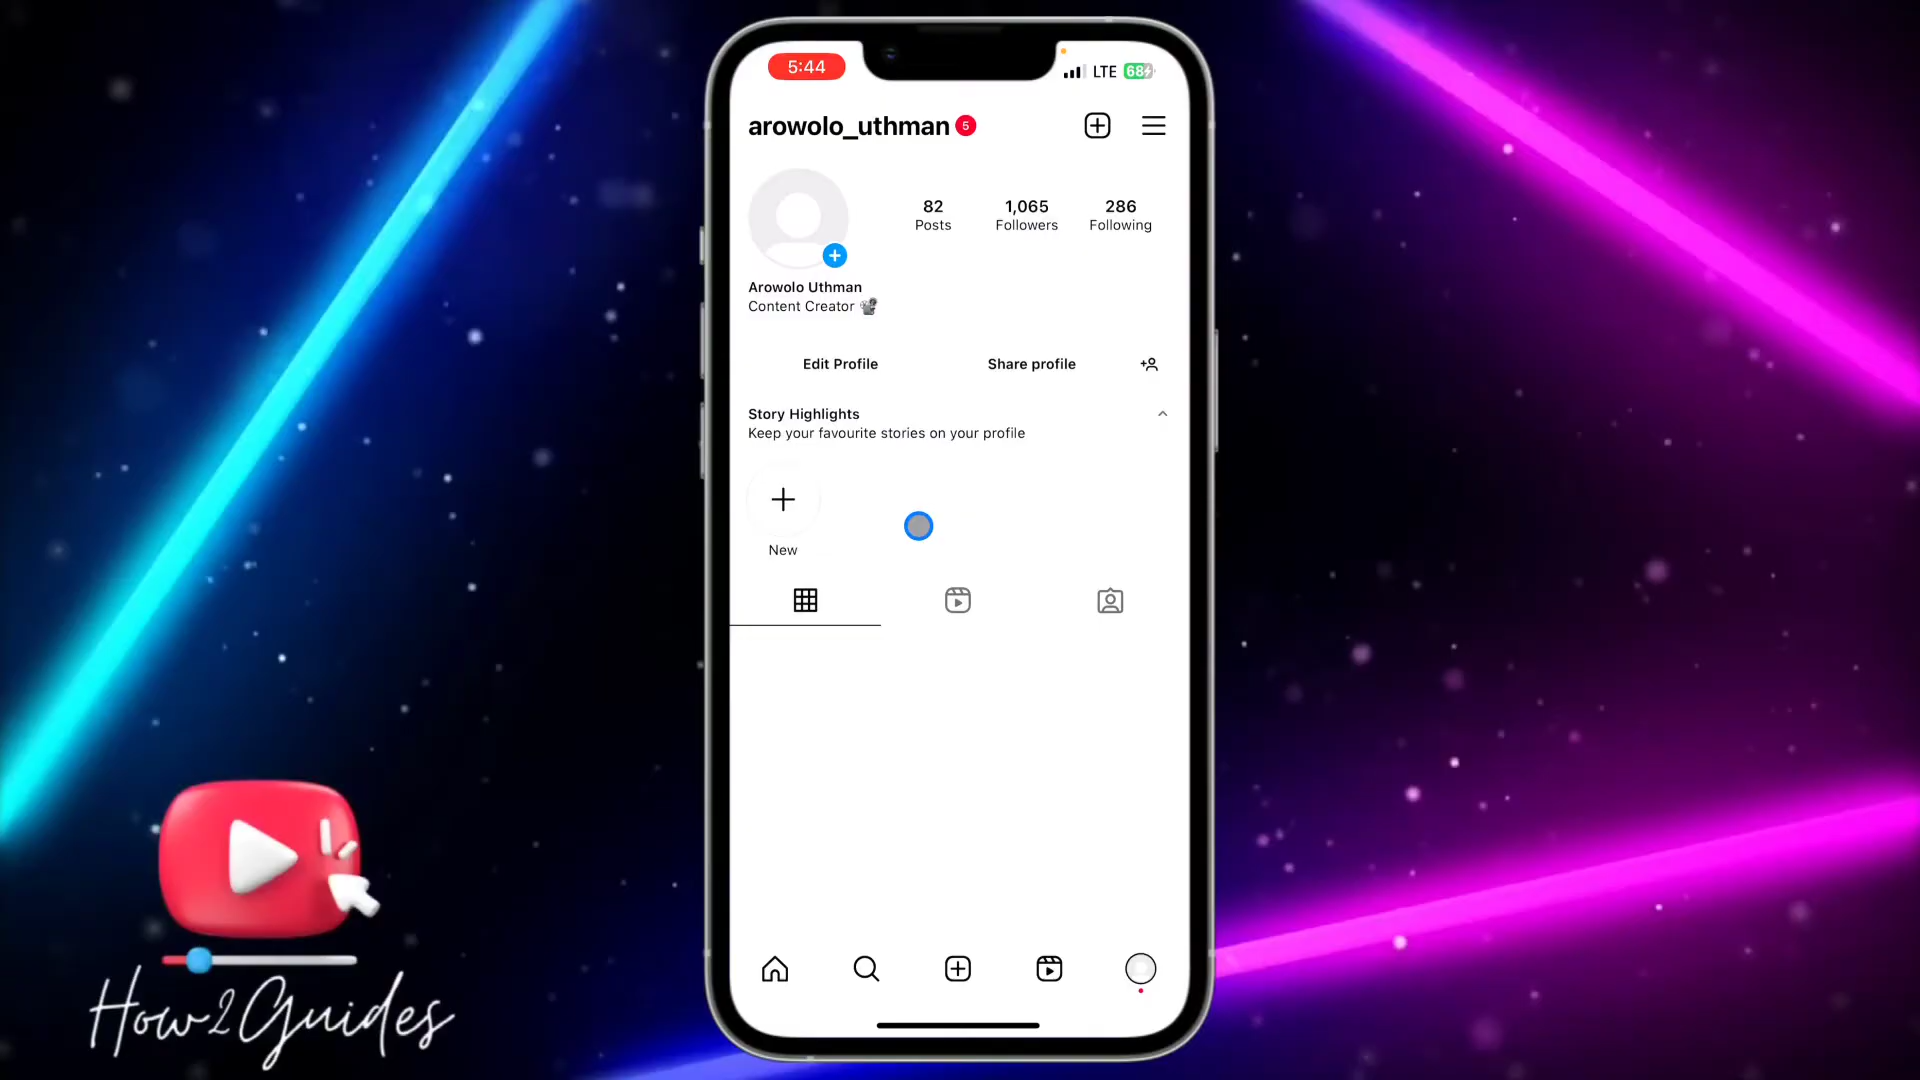 5:44
LTE 68
arowolo_uthman 5
82 1,065 286
Posts Followers Following
Arowolo Uthman
Content Creator
Edit Profile Share profile
Story Highlights
Keep your favourite stories on your profile
New
How2Guides